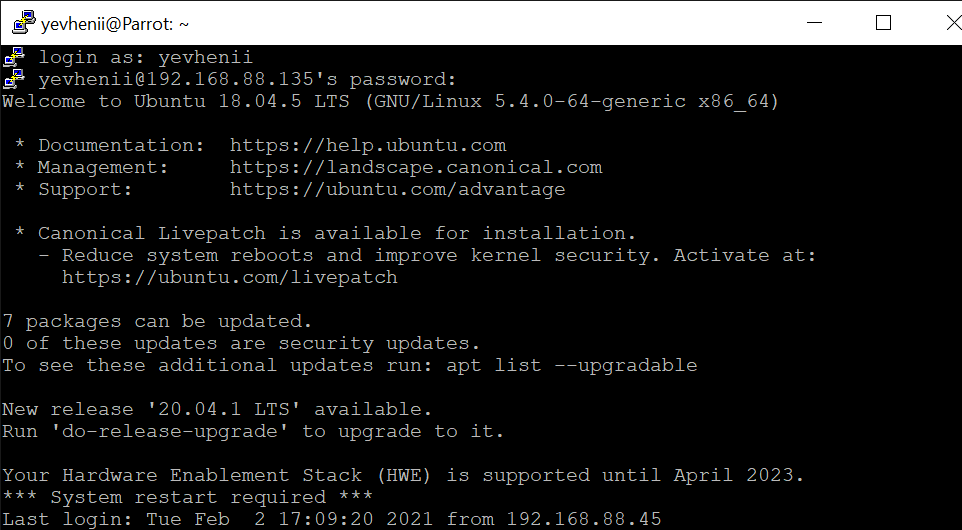 yevhenii@Parrot: ~
login as: yevhenii
yevhenii@192.168.88.135's password:
Welcome to Ubuntu 18.04.5 LTS (GNU/Linux 5.4.0-64-generic x86_64)
* Documentation:  https://help.ubuntu.com
* Management:     https://landscape.canonical.com
* Support:        https://ubuntu.com/advantage
* Canonical Livepatch is available for installation.
- Reduce system reboots and improve kernel security. Activate at:
https://ubuntu.com/livepatch
7 packages can be updated.
0 of these updates are security updates.
To see these additional updates run: apt list --upgradable
New release '20.04.1 LTS' available.
Run 'do-release-upgrade' to upgrade to it.
Your Hardware Enablement Stack (HWE) is supported until April 2023.
*** System restart required ***
Last login: Tue Feb  2 17:09:20 2021 from 192.168.88.45